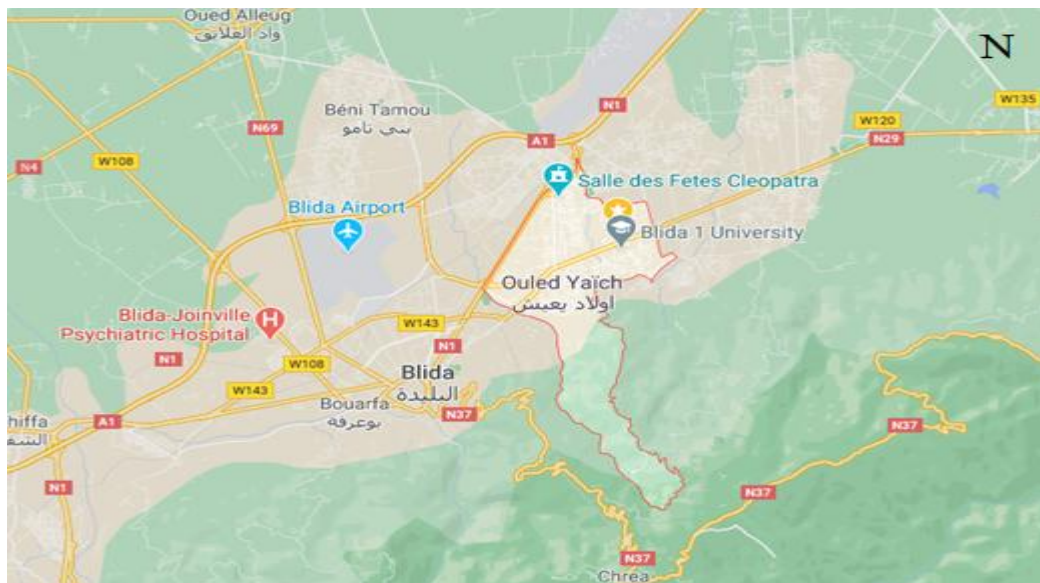 Oued Alleug
واد العلايق
N
W135
N1
W120
Béni Tamou
بني تامو
N69
A1
N29
W108
N4
Salle des Fetes Cleopatra
Blida Airport
Blida 1 University
Ouled Yaïch
اولاد يعيش
Blida-Joinville
Psychiatric Hospital
H
W143
N1
N1
W108
Blida
البليدة
W143
Bouarfa
بوعرفة
N37
hiffa
الشف
A1
N37
N1
N37
N37
Chrea